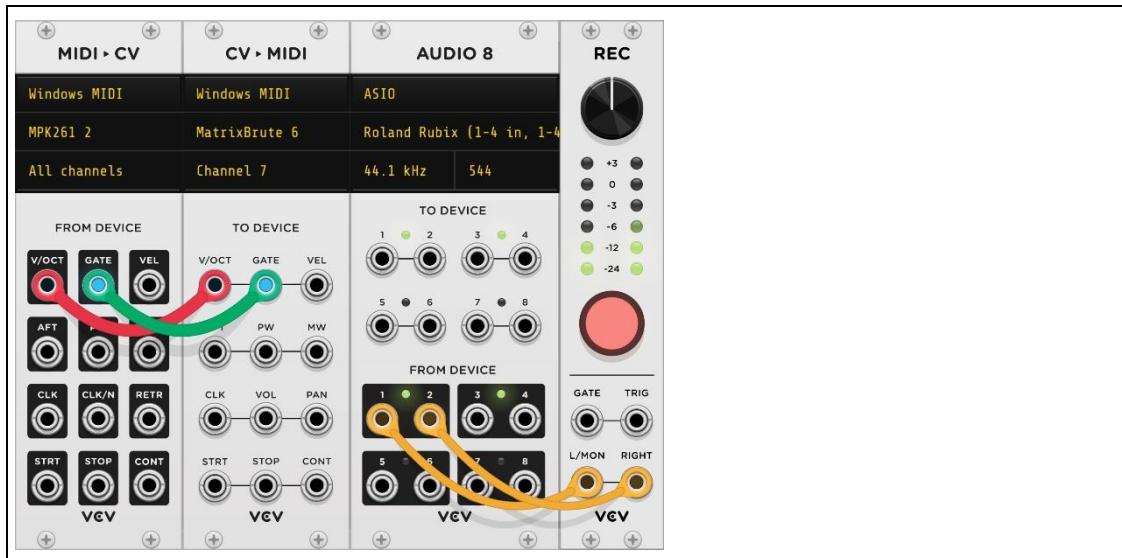 MIDI ▸ CV
Windows MIDI
MPK261 2
All channels
FROM DEVICE
V/OCT GATE VEL
AFT
CLK CLK/N RETR
STRT STOP CONT
VCV
CV ▸ MIDI
Windows MIDI
MatrixBrute 6
Channel 7
TO DEVICE
V/OCT GATE VEL
PW MW
CLK VOL PAN
STRT STOP CONT
AUDIO 8
ASIO
Roland Rubix (1-4 in, 1-4
44.1 kHz 544
TO DEVICE
1 2 3 4
5 6 7 8
FROM DEVICE
1 2 3 4
5 6 7 8
VCV
REC
+3
0
-3
-6
-12
-24
GATE TRIG
L/MON RIGHT
VCV